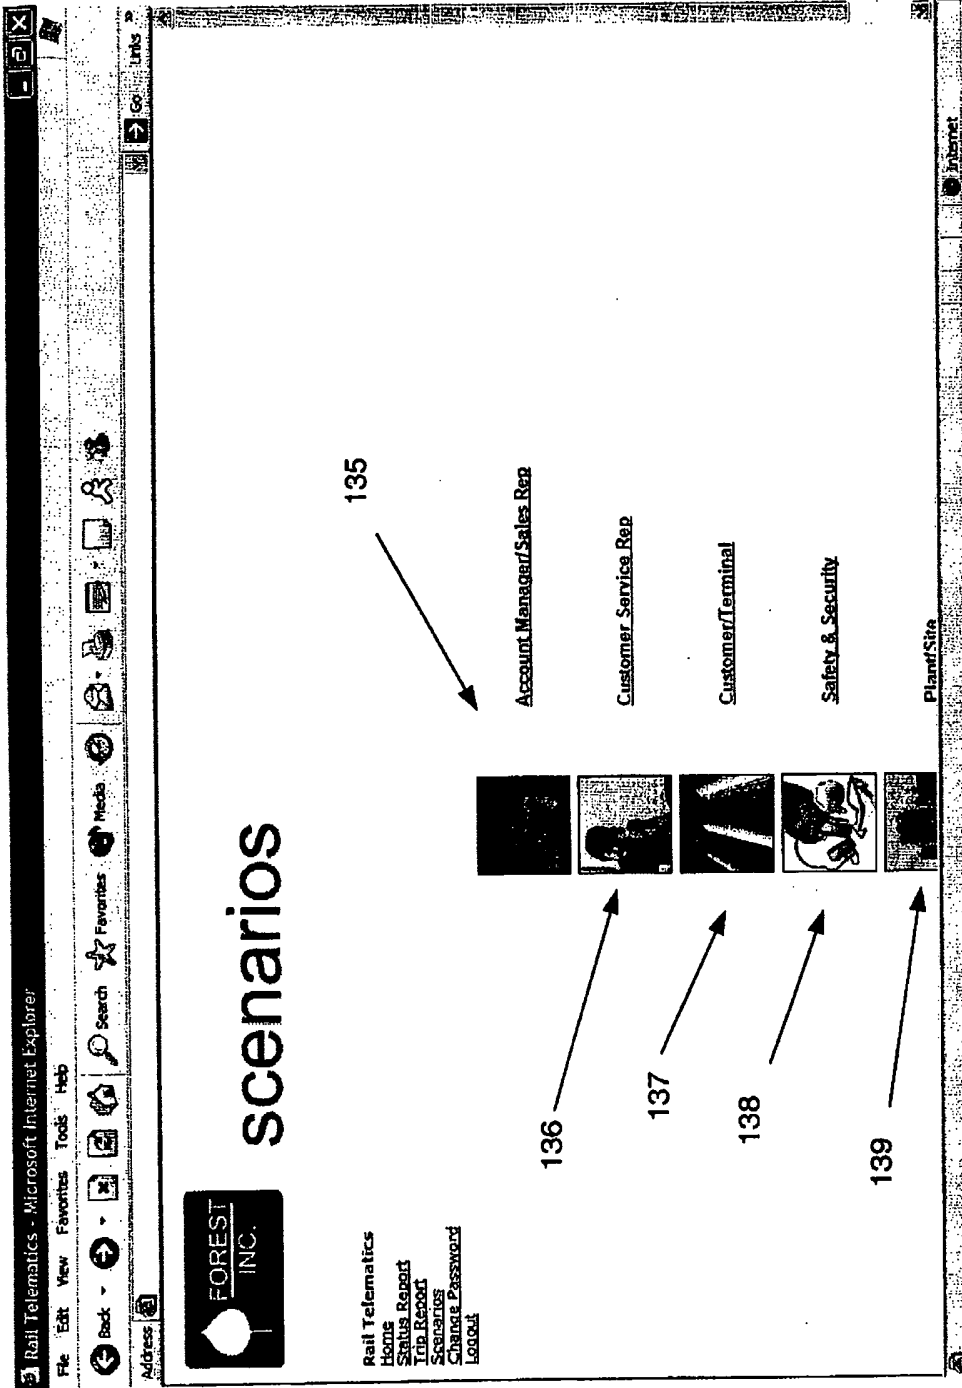 Rail Telematics - Microsoft Internet Explorer
File Edit View Favorites Tools Help
Back Search Favorites Media
Address Go Links
FOREST
INC.
scenarios
Rail Telematics
Home
Status Report
Trip Report
Scenarios
Change Password
Logout
135
Account Manager/Sales Rep
136
Customer Service Rep
137
Customer/Terminal
138
Safety & Security
139
Plant/Site
Internet